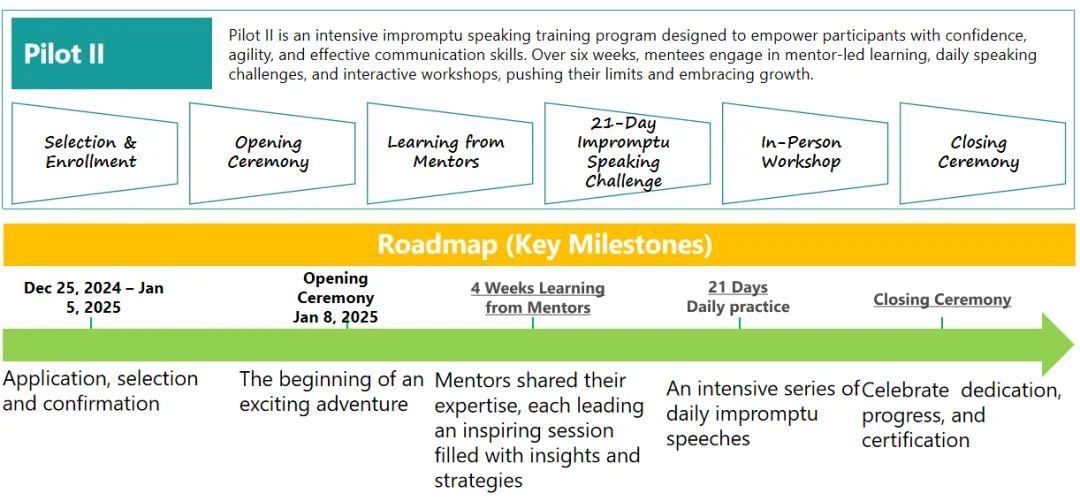 Pilot II
Pilot II is an intensive impromptu speaking training program designed to empower participants with confidence,
agility, and effective communication skills. Over six weeks, mentees engage in mentor-led learning, daily speaking
challenges, and interactive workshops, pushing their limits and embracing growth.
Selection &
Enrollment
Opening
Ceremony
Learning from
Mentors
21-Day
Impromptu
Speaking
Challenge
In-Person
Workshop
Closing
Ceremony
Roadmap (Key Milestones)
Dec 25, 2024 – Jan
5, 2025
Opening
Ceremony
Jan 8, 2025
4 Weeks Learning
from Mentors
21 Days
Daily practice
Closing Ceremony
Application, selection
and confirmation
The beginning of an
exciting adventure
Mentors shared their
expertise, each leading
an inspiring session
filled with insights and
strategies
An intensive series of
daily impromptu
speeches
Celebrate dedication,
progress, and
certification